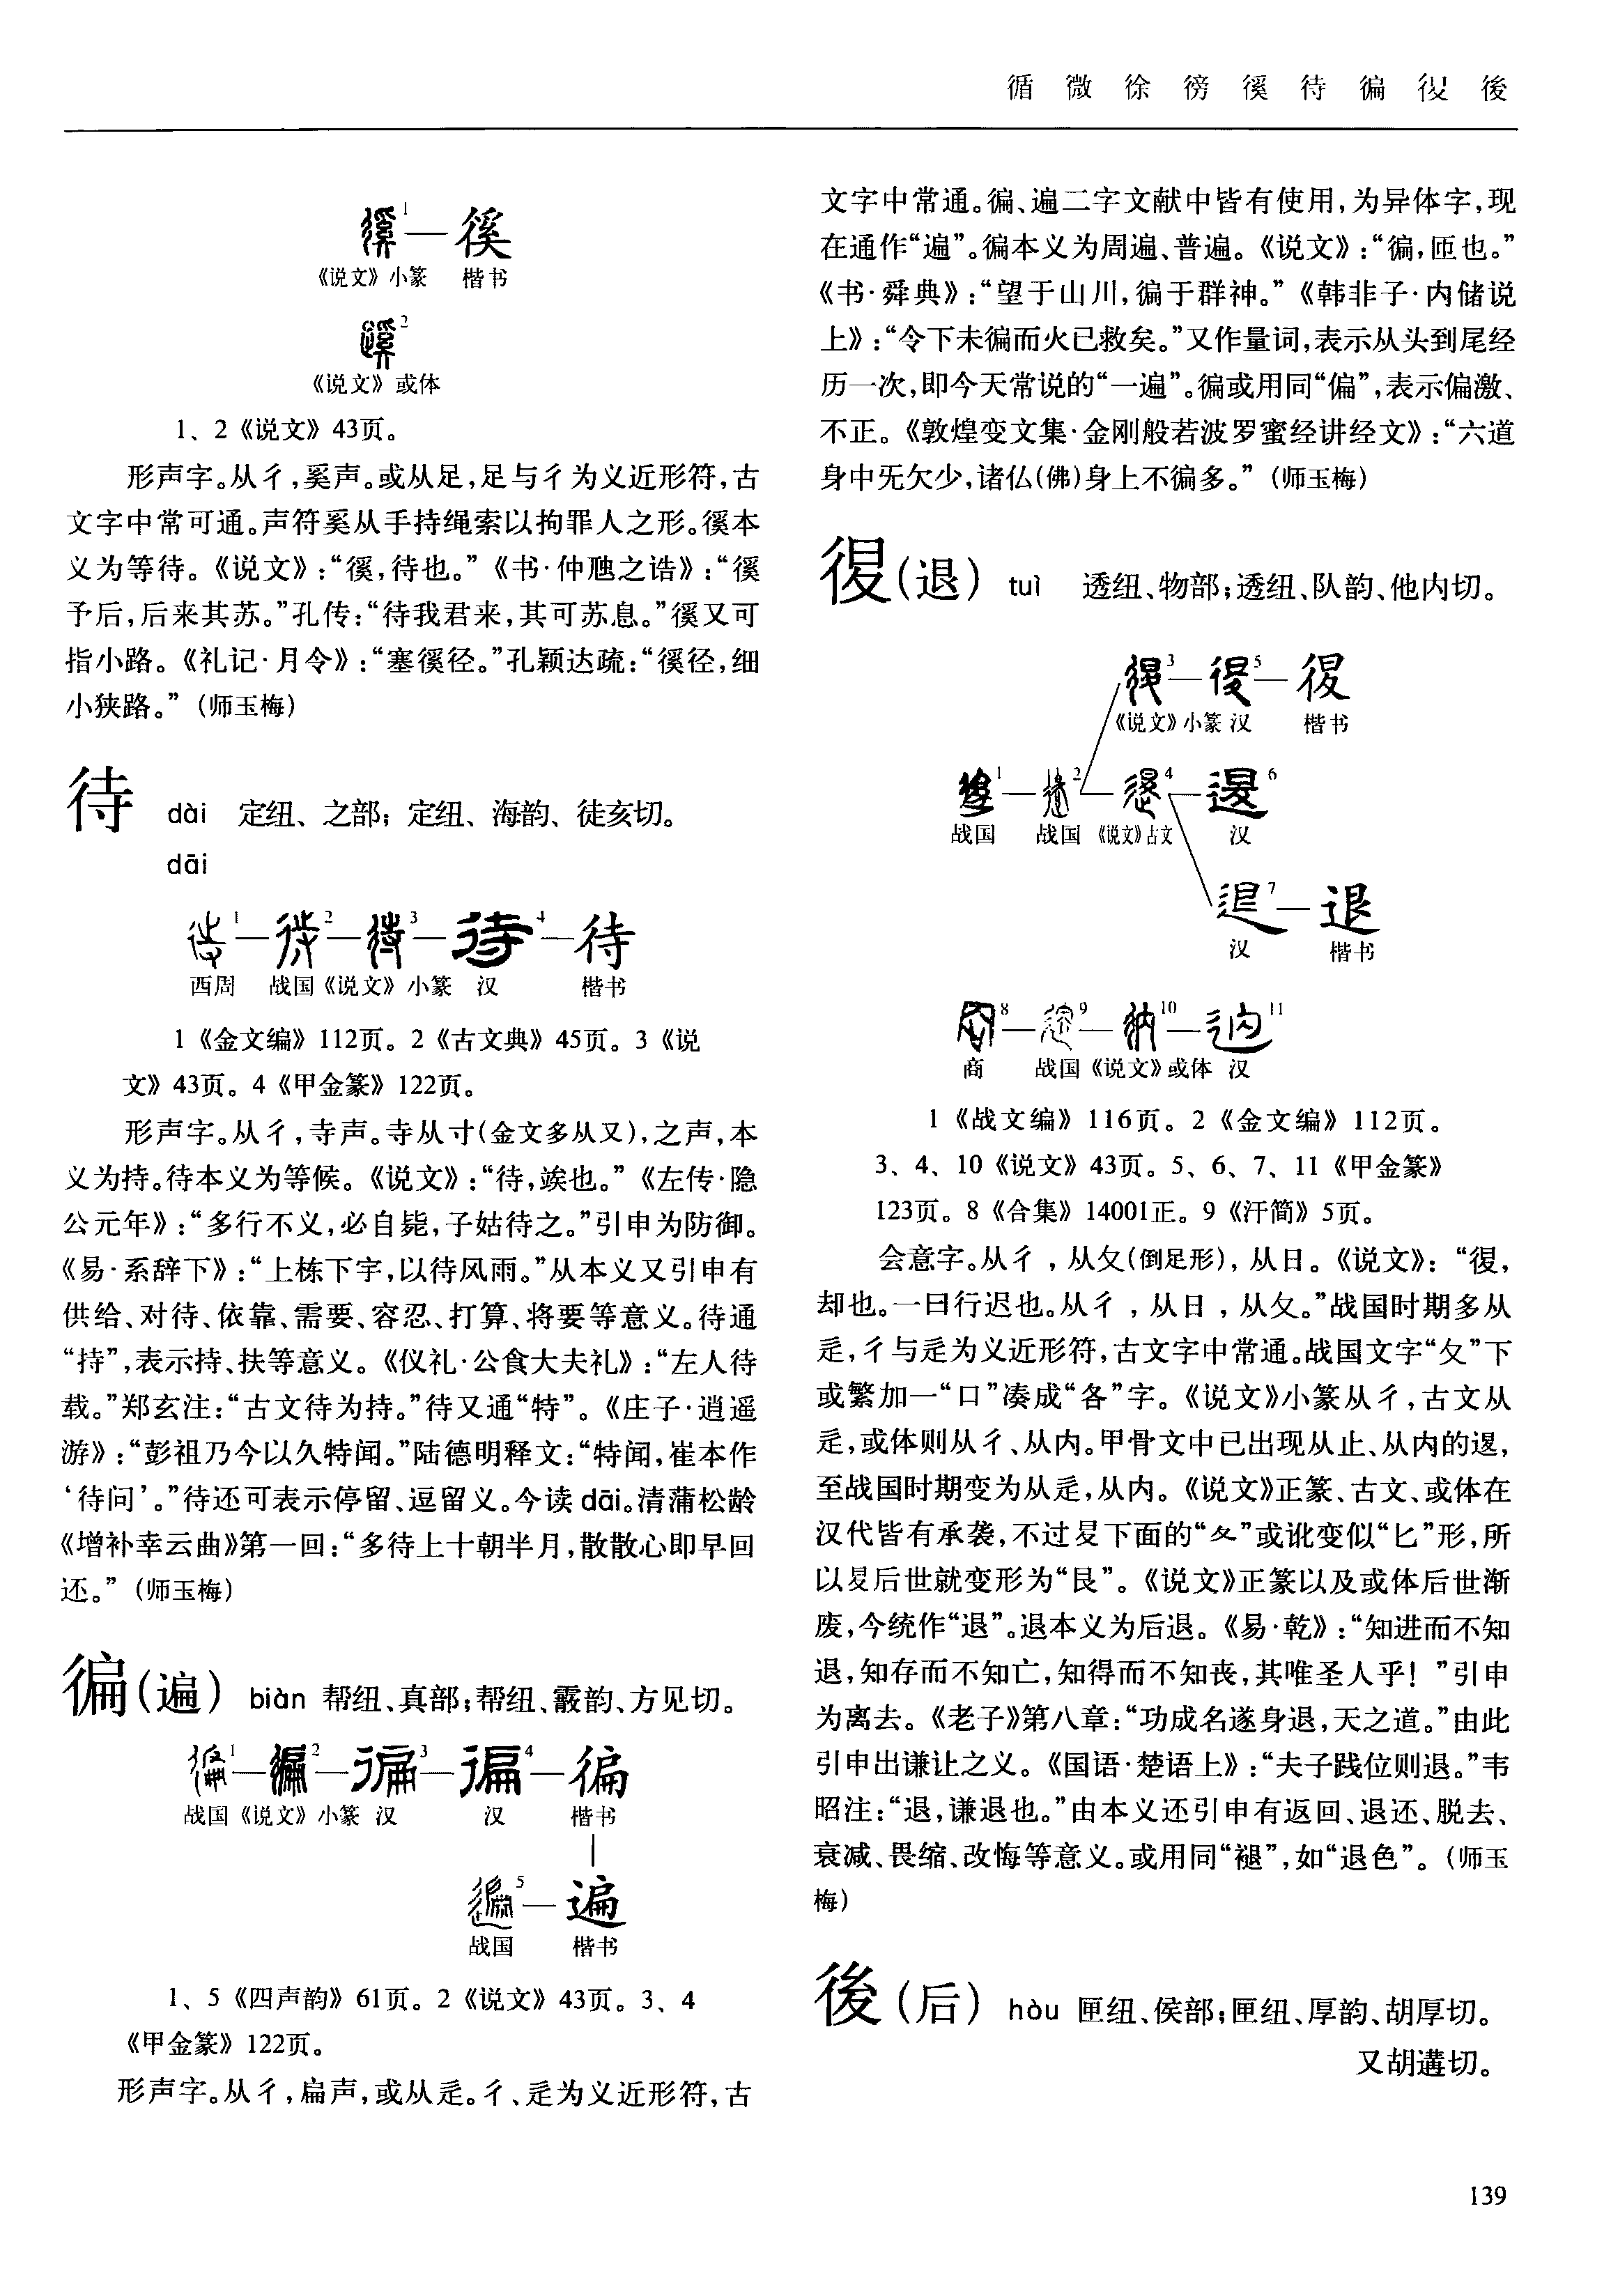 循 微 徐 徬 徯 待 徧 復 後
1 — 徯
《说文》小篆 楷书
2
《说文》或体
1、2《说文》43页。
形声字。从彳,奚声。或从足,足与彳为义近形符,古
文字中常可通。声符奚从手持绳索以拘罪人之形。徯本
义为等待。《说文》:“徯,待也。”《书·仲虺之诰》:“徯
予后,后来其苏。”孔传:“待我君来,其可苏息。”徯又可
指小路。《礼记·月令》:“塞徯径。”孔颖达疏:“徯径,细
小狭路。”(师玉梅)
待 dài 定纽、之部;定纽、海韵、徒亥切。
dāi
1 — 2 — 3 — 待4 — 待
西周 战国《说文》小篆 汉 楷书
1《金文编》112页。2《古文典》45页。3《说
文》43页。4《甲金篆》122页。
形声字。从彳,寺声。寺从寸(金文多从又),之声,本
义为持。待本义为等候。《说文》:“待,竢也。”《左传·隐
公元年》:“多行不义,必自毙,子姑待之。”引申为防御。
《易·系辞下》:“上栋下宇,以待风雨。”从本义又引申有
供给、对待、依靠、需要、容忍、打算、将要等意义。待通
“持”,表示持、扶等意义。《仪礼·公食大夫礼》:“左人待
载。”郑玄注:“古文待为持。”待又通“特”。《庄子·逍遥
游》:“彭祖乃今以久特闻。”陆德明释文:“特闻,崔本作
‘待问’。”待还可表示停留、逗留义。今读 dāi。清蒲松龄
《增补幸云曲》第一回:“多待上十朝半月,散散心即早回
还。”(师玉梅)
徧(遍) biàn 帮纽、真部;帮纽、霰韵、方见切。
1 — 2 — 3 — 4 — 徧
战国《说文》小篆 汉 汉 楷书
5 — 遍
战国 楷书
1、5《四声韵》61页。2《说文》43页。3、4
《甲金篆》122页。
形声字。从彳,扁声,或从辵。彳、辵为义近形符,古
文字中常通。徧、遍二字文献中皆有使用,为异体字,现
在通作“遍”。徧本义为周遍、普遍。《说文》:“徧,匝也。”
《书·舜典》:“望于山川,徧于群神。”《韩非子·内储说
上》:“令下未徧而火已救矣。”又作量词,表示从头到尾经
历一次,即今天常说的“一遍”。徧或用同“偏”,表示偏激、
不正。《敦煌变文集·金刚般若波罗蜜经讲经文》:“六道
身中旡欠少,诸仏(佛)身上不徧多。”(师玉梅)
𢓴(退) tuì 透纽、物部;透纽、队韵、他内切。
3 — 5 — 𢓴
《说文》小篆 汉 楷书
1 — 2 — 4 — 6
战国 战国 《说文》古文 汉
7 — 退
汉 楷书
8 — 9 — 10 — 11
商 战国《说文》或体 汉
1《战文编》116页。2《金文编》112页。
3、4、10《说文》43页。5、6、7、11《甲金篆》
123页。8《合集》14001正。9《汗简》5页。
会意字。从彳,从夊(倒足形),从日。《说文》:“𢓴,
却也。一曰行迟也。从彳,从日,从夊。”战国时期多从
辵,彳与辵为义近形符,古文字中常通。战国文字“夊”下
或繁加一“口”凑成“各”字。《说文》小篆从彳,古文从
辵,或体则从彳、从内。甲骨文中已出现从止、从内的退,
至战国时期变为从辵,从内。《说文》正篆、古文、或体在
汉代皆有承袭,不过㫐下面的“夊”或讹变似“匕”形,所
以㫐后世就变形为“艮”。《说文》正篆以及或体后世渐
废,今统作“退”。退本义为后退。《易·乾》:“知进而不知
退,知存而不知亡,知得而不知丧,其唯圣人乎!”引申
为离去。《老子》第八章:“功成名遂身退,天之道。”由此
引申出谦让之义。《国语·楚语上》:“夫子践位则退。”韦
昭注:“退,谦退也。”由本义还引申有返回、退还、脱去、
衰减、畏缩、改悔等意义。或用同“褪”,如“退色”。(师玉
梅)
後(后) hòu 匣纽、侯部;匣纽、厚韵、胡厚切。
又胡遘切。
139